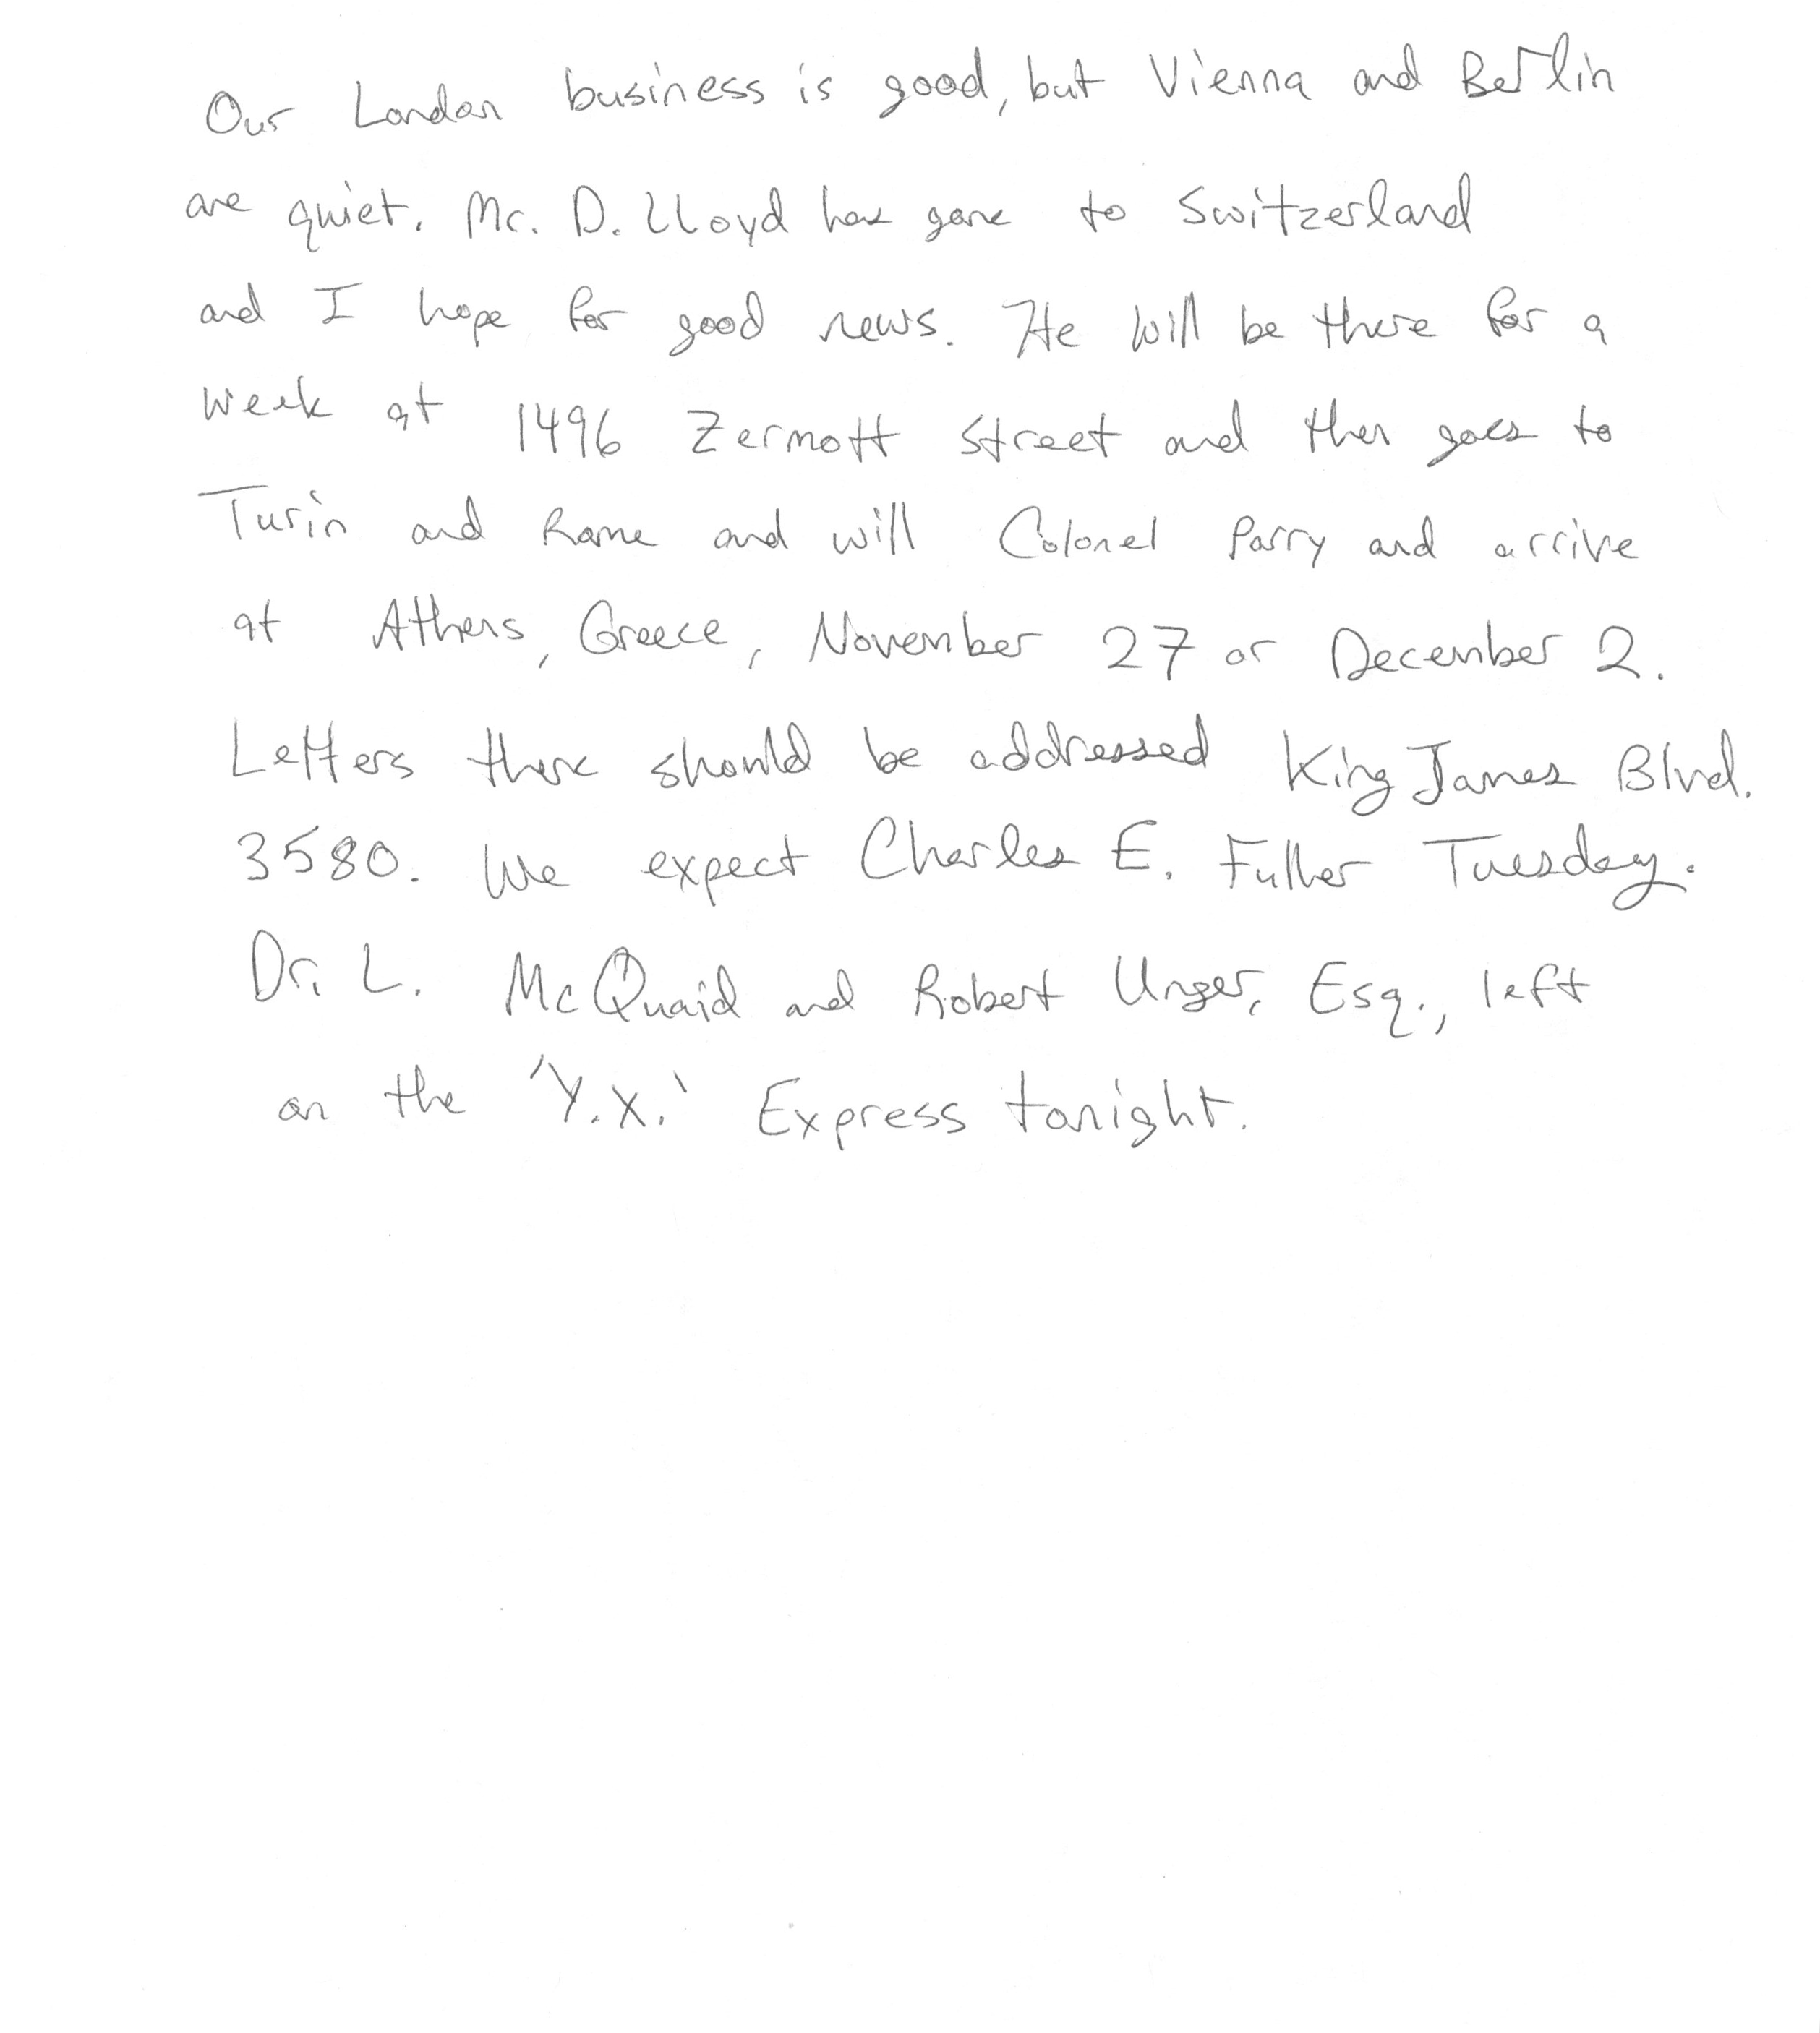 Our London business is good, but Vienna and Berlin
are quiet. Mr. D. Lloyd has gone to Switzerland
and I hope for good news. He will be there for a
week at 1496 Zermott Street and then goes to
Turin and Rome and will Colonel Parry and arrive
at Athens, Greece, November 27 or December 2.
Letters there should be addressed King James Blvd.
3580. We expect Charles E. Fuller Tuesday.
Dr. L. McQuaid and Robert Unger, Esq., left
on the 'Y.X.' Express tonight.